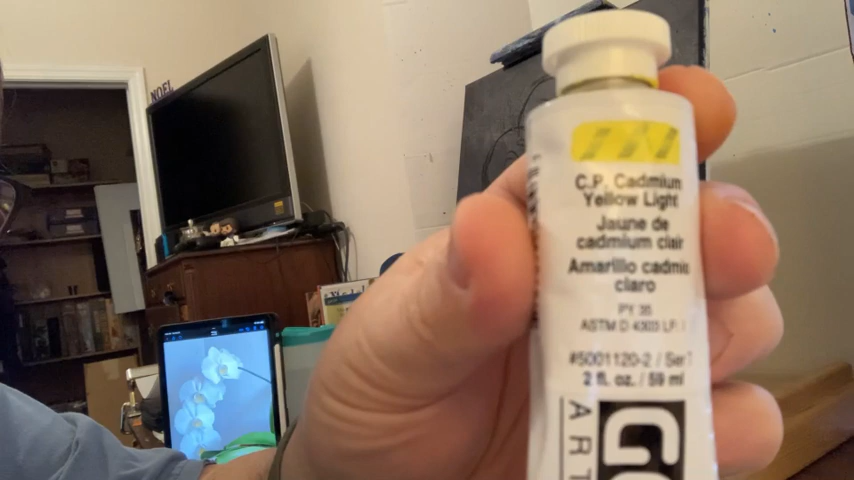 NOEL
C.P. Cadmium
Yellow Light
Jaune de
cadmium clair
Amarillo cadmio
claro
PY 35
ASTM D 4303 LF: I
#5001120-2 / Ser
2 fl. oz. / 59 ml
GO
ART